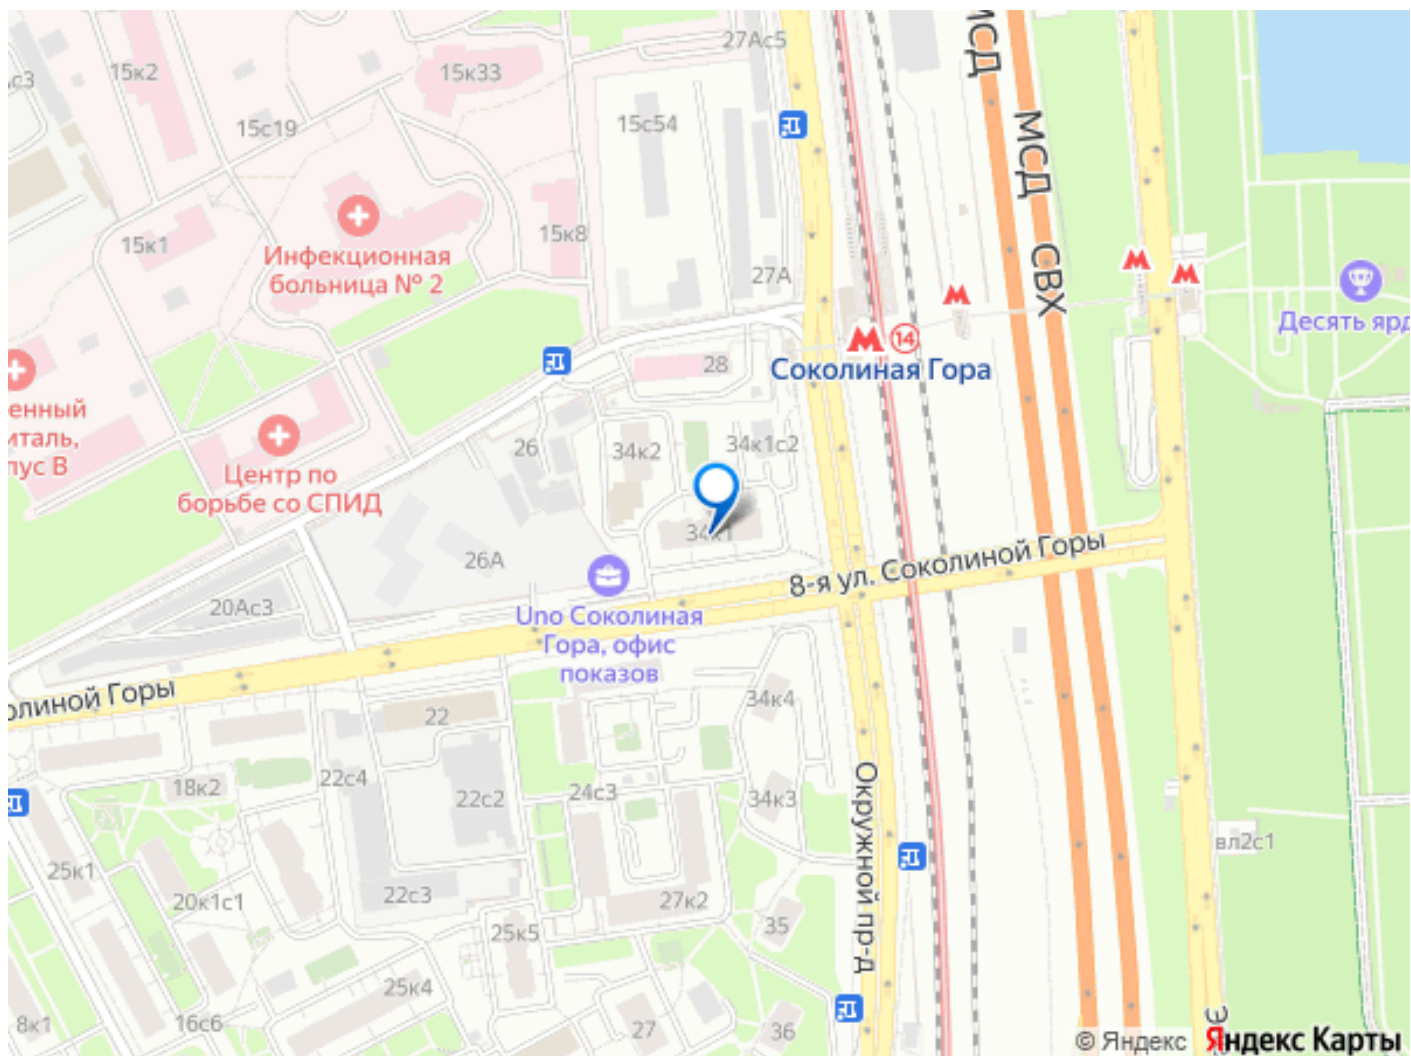 27Ас5
МСД
15к2
15к33
с3
15с19
15с54
МСД
15к1
15к8
Инфекционная
больница № 2
27А
СВХ
Десять ярд
28
14
Соколиная Гора
енный
италь,
пус В
Центр по
борьбе со СПИД
26
34к2
34к1с2
34к1
26А
8-я ул. Соколиной Горы
20Ас3
Uno Соколиная
Гора, офис
показов
олиной Горы
22
34к4
18к2
22с4
22с2
24с3
34к3
Окружной пр-д
вл2с1
25к1
20к1с1
22с3
27к2
25к5
35
25к4
8к1
16с6
27
36
Э
© Яндекс
Яндекс Карты